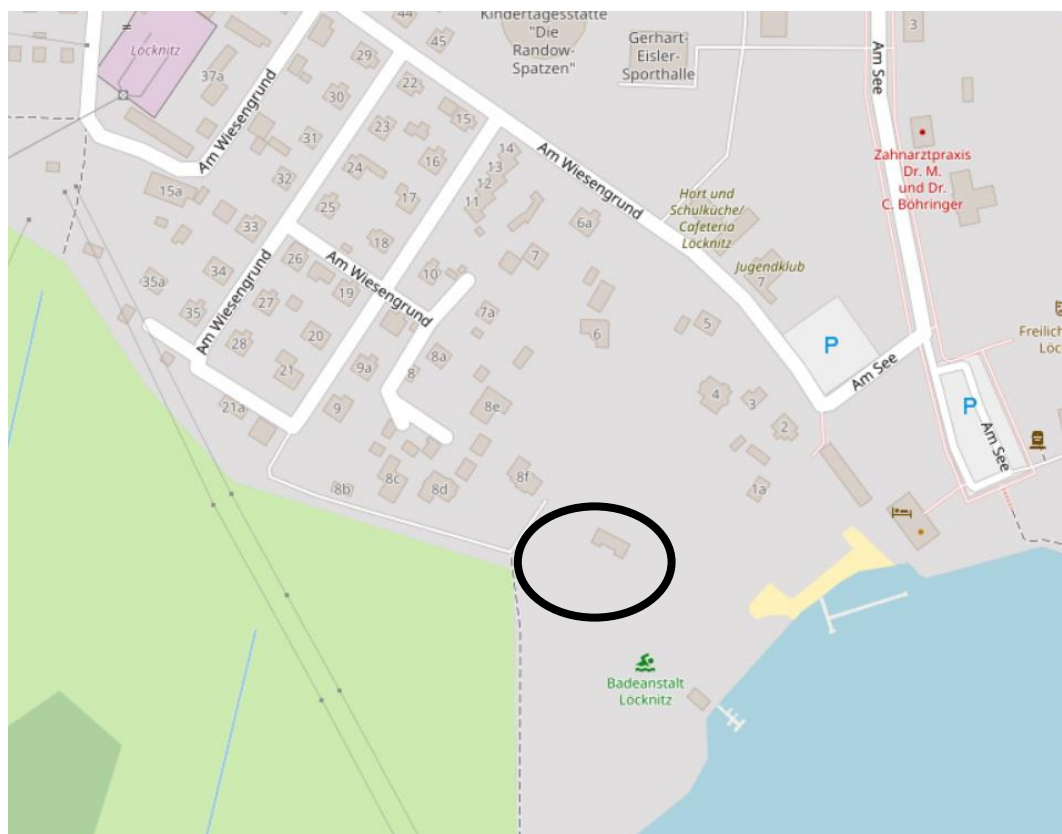 44
45
Kindertagesstätte
"Die
Randow-
Spatzen"
Gerhart-
Eisler-
Sporthalle
3
Am See
Löcknitz
37a
Am Wiesengrund
29
22
30
31
32
23
24
25
15
16
17
18
14
13
12
11
Am Wiesengrund
Zahnarztpraxis
Dr. M.
und Dr.
C. Böhringer
15a
33
34
35a
35
Am Wiesengrund
Hort und
Schulküche/
Cafeteria
Löcknitz
Jugendklub
7
6a
7
26
Am Wiesengrund
10
27
19
28
20
21
7a
6
5
P
Am See
Freilich
Löc
8a
8
9a
21a
9
8e
4
3
2
P
Am See
8b
8c
8d
8f
1a
Badeanstalt
Löcknitz